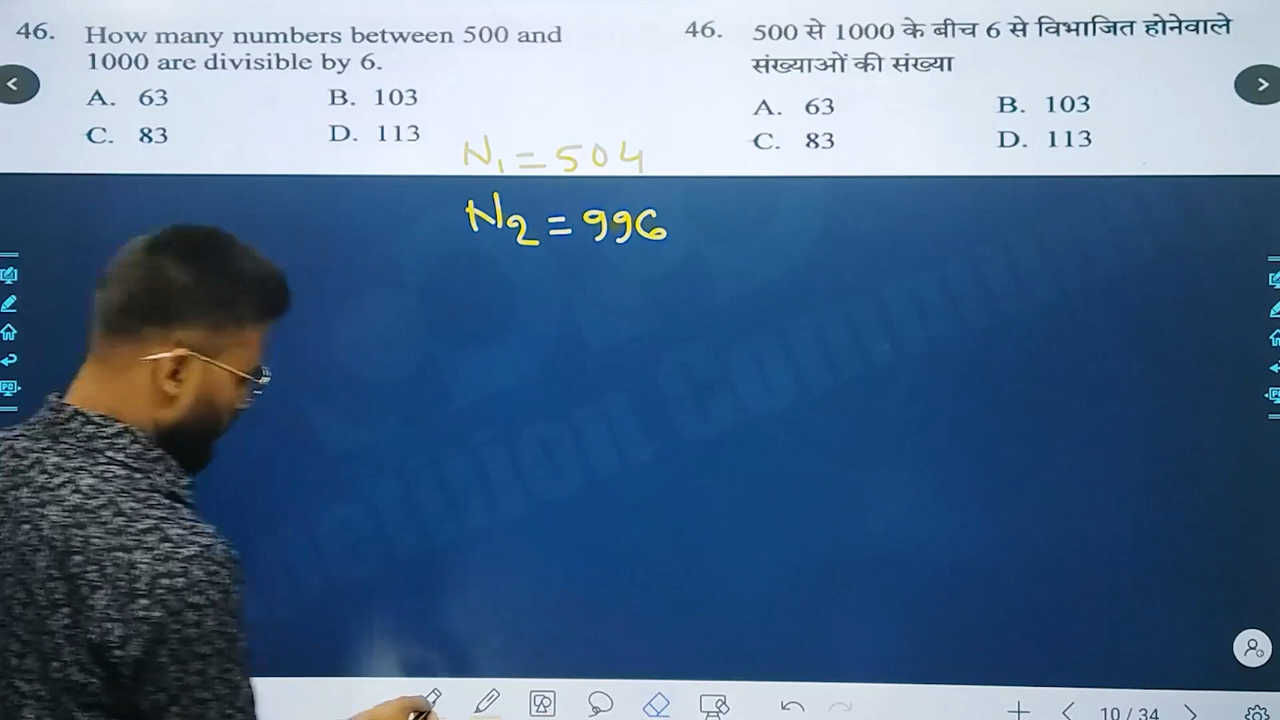 46. How many numbers between 500 and
1000 are divisible by 6.
A. 63 B. 103
C. 83 D. 113
46. 500 से 1000 के बीच 6 से विभाजित होनेवाले
संख्याओं की संख्या
A. 63 B. 103
C. 83 D. 113
N₁ = 504
N₂ = 996
10 / 34